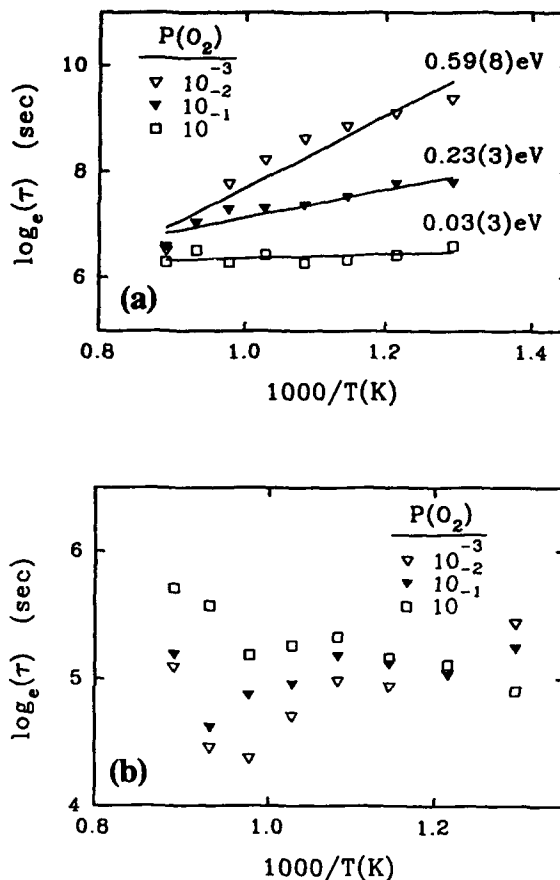 P(O₂)
10⁻³
10⁻²
10⁻¹
0.59(8)eV
0.23(3)eV
0.03(3)eV
10
8
6
logₑ(τ) (sec)
(a)
0.8 1.0 1.2 1.4
1000/T(K)
P(O₂)
10⁻³
10⁻²
10⁻¹
6
5
4
logₑ(τ) (sec)
(b)
0.8 1.0 1.2
1000/T(K)